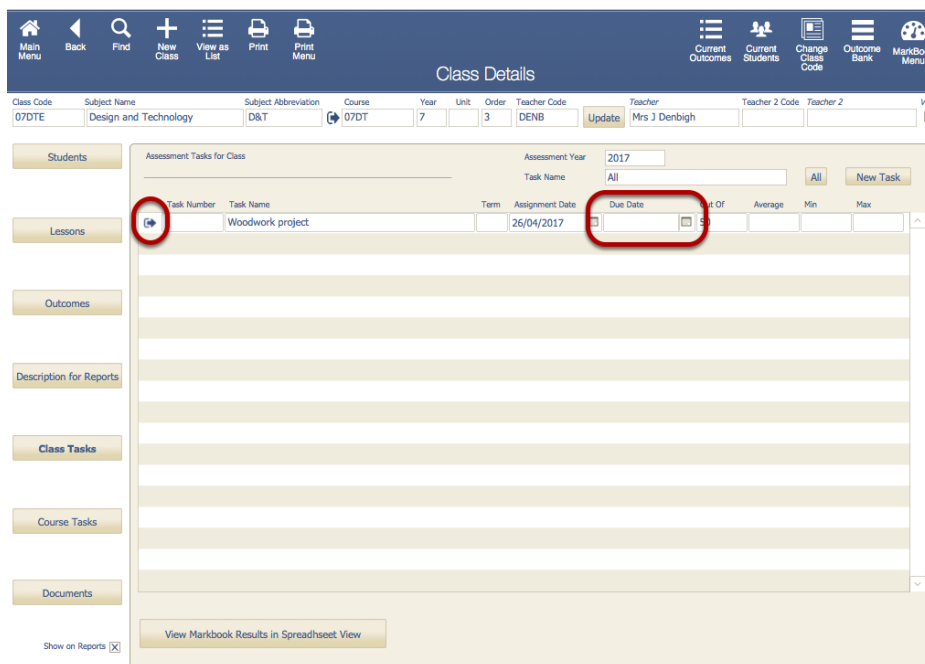 Main Menu
Back
Find
New Class
View as List
Print
Print Menu
Current Outcomes
Current Students
Change Class Code
Outcome Bank
Class Details
Class Code
Subject Name
Subject Abbreviation
Course
Year
Unit
Order
Teacher Code
Teacher
Teacher 2 Code
Teacher 2
07DTE
Design and Technology
D&T
07DT
7
3
DENB
Update
Mrs J Denbigh
Students
Assessment Tasks for Class
Assessment Year
2017
Task Name
All
All
New Task
Task Number
Task Name
Term
Assignment Date
Due Date
Out Of
Average
Min
Max
Woodwork project
26/04/2017
50
Lessons
Outcomes
Description for Reports
Class Tasks
Course Tasks
Documents
Show on Reports X
View Markbook Results in Spreadhseet View